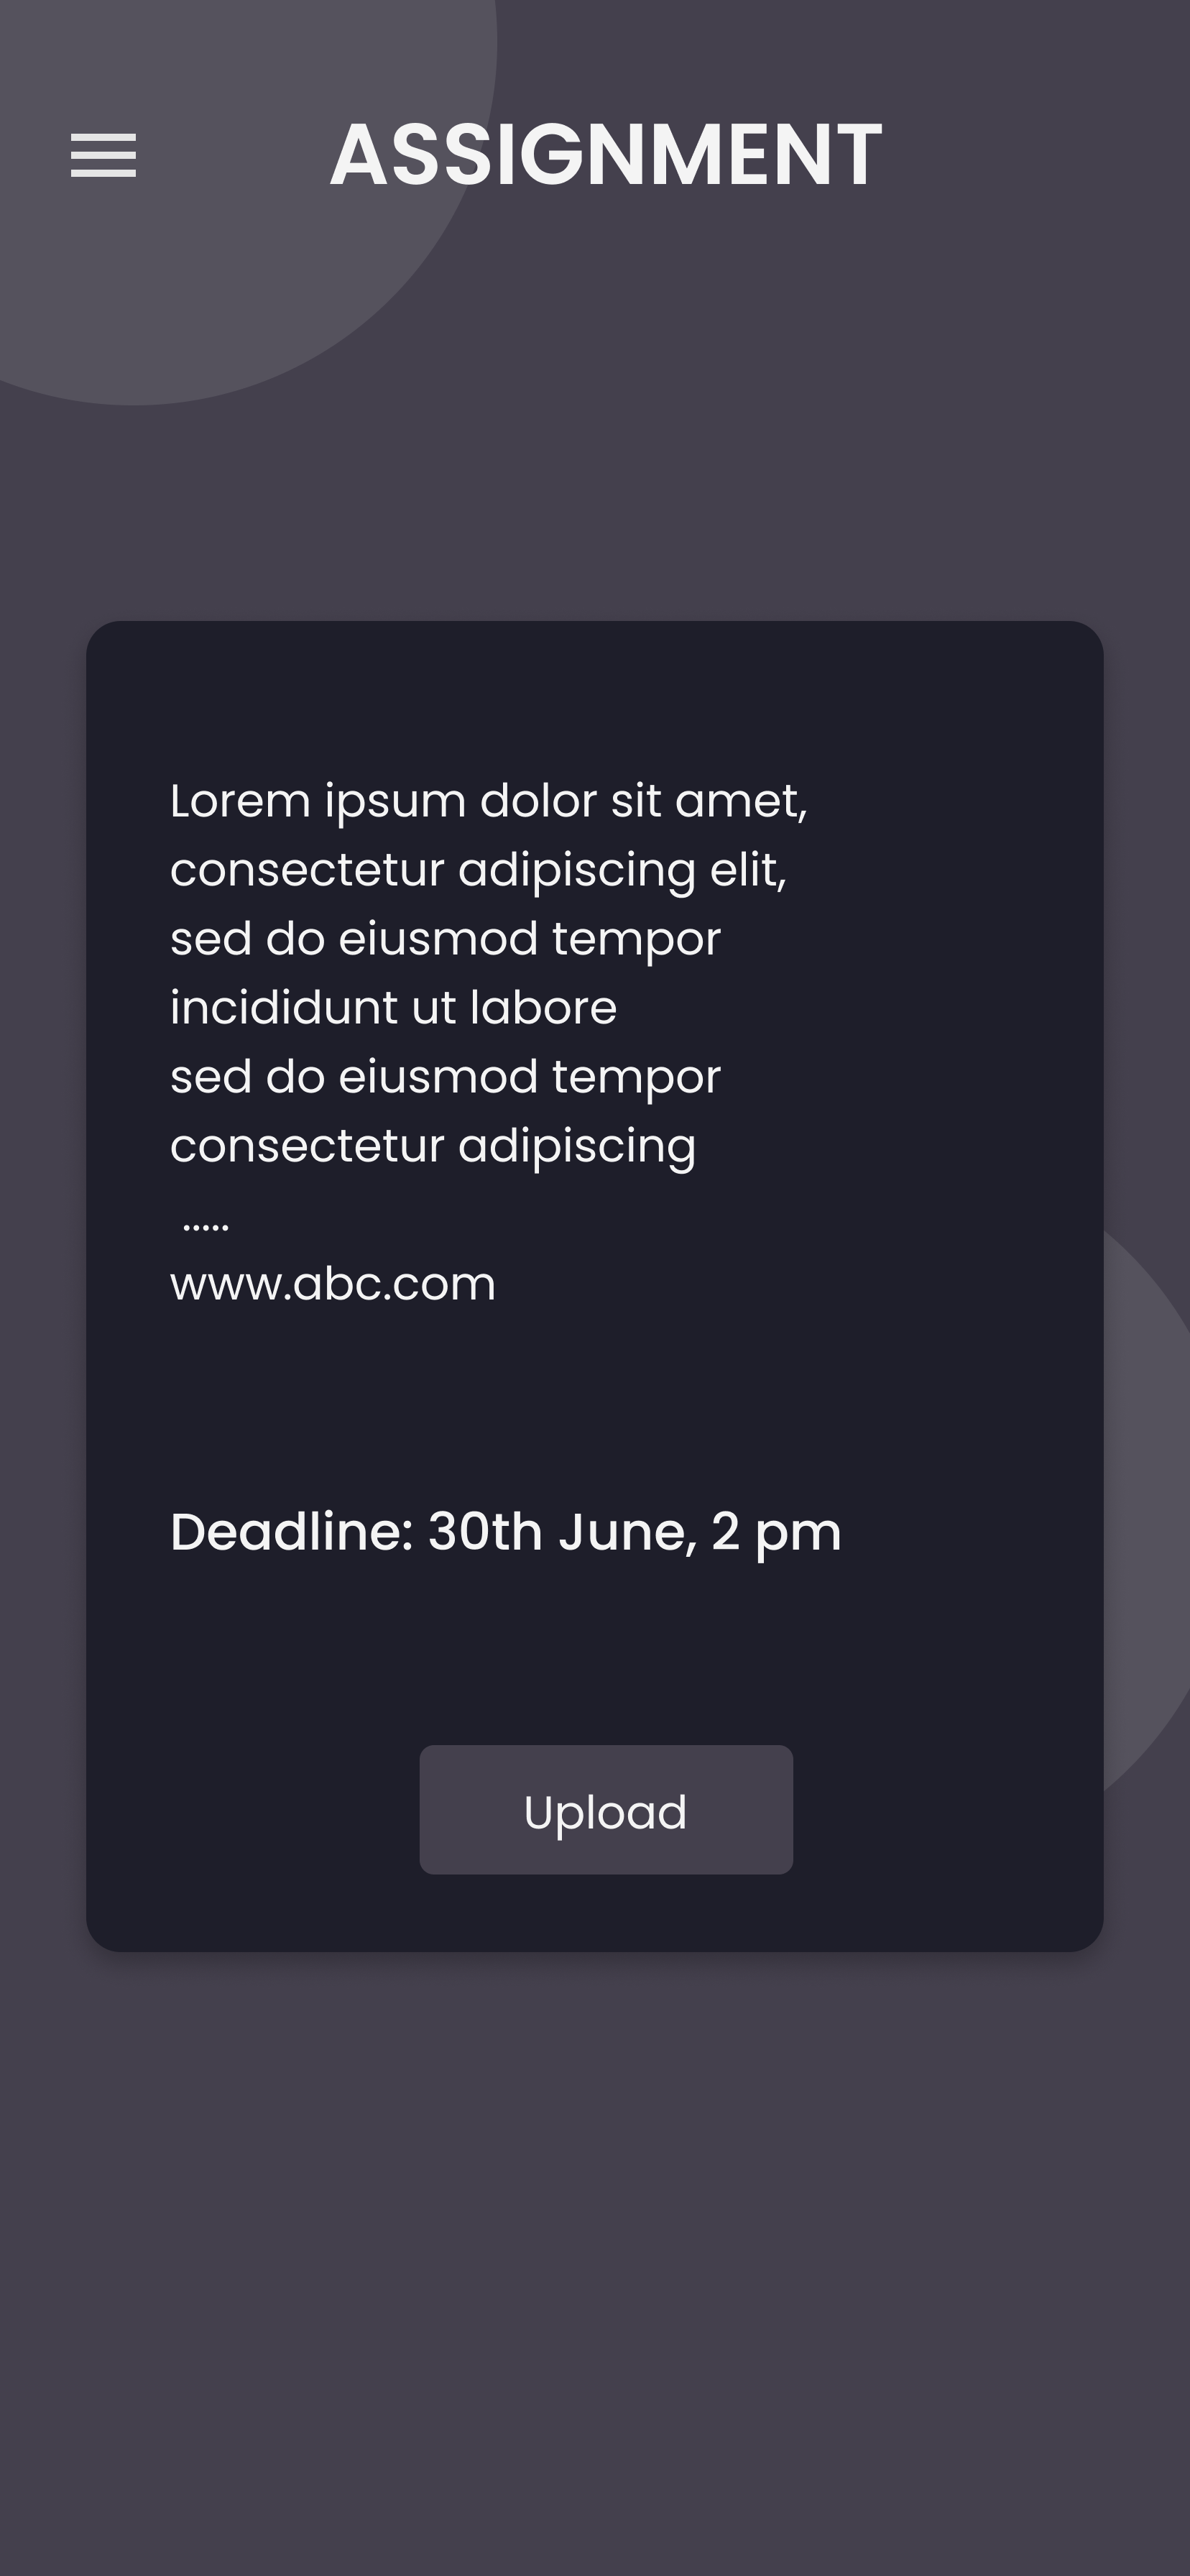 ASSIGNMENT
Lorem ipsum dolor sit amet,
consectetur adipiscing elit,
sed do eiusmod tempor
incididunt ut labore
sed do eiusmod tempor
consectetur adipiscing
.....
www.abc.com
Deadline: 30th June, 2 pm
Upload